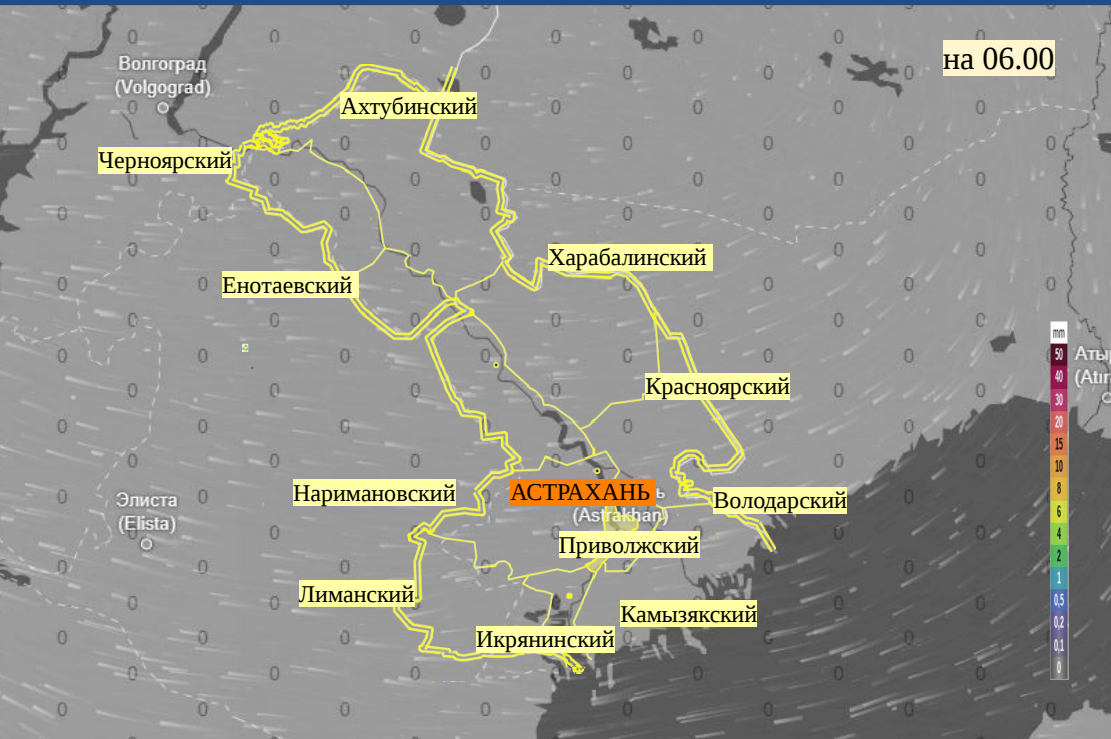 на 06.00
Волгоград
(Volgograd)
Ахтубинский
Черноярский
Харабалинский
Енотаевский
mm
50
40
30
20
15
10
8
6
4
2
1
0,5
0,2
0,1
0
Аты
(Atır
Красноярский
Элиста
(Elista)
Наримановский
АСТРАХАНЬ
ь
(Astrakhan)
Володарский
Приволжский
Лиманский
Камызякский
Икрянинский